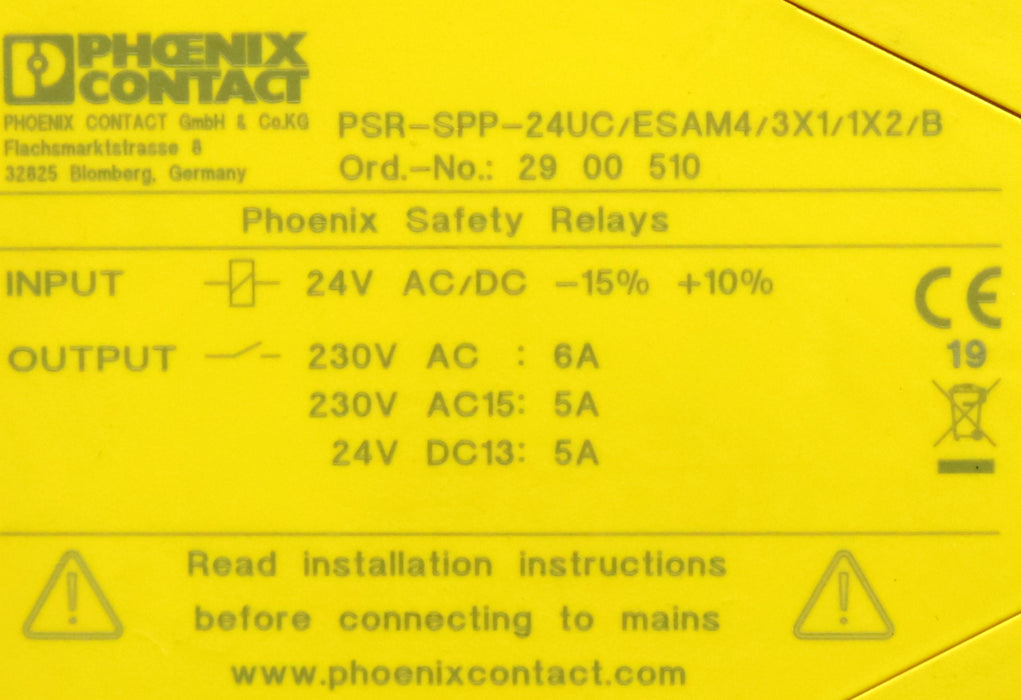 PHŒNIX
CONTACT
PHOENIX CONTACT GmbH & Co.KG
Flachsmarktstrasse 8
32825 Blomberg, Germany
PSR-SPP-24UC/ESAM4/3X1/1X2/B
Ord.-No.: 29 00 510
Phoenix Safety Relays
INPUT 24V AC/DC -15% +10%
CE
OUTPUT 230V AC : 6A
19
230V AC15: 5A
24V DC13: 5A
Read installation instructions
before connecting to mains
www.phoenixcontact.com